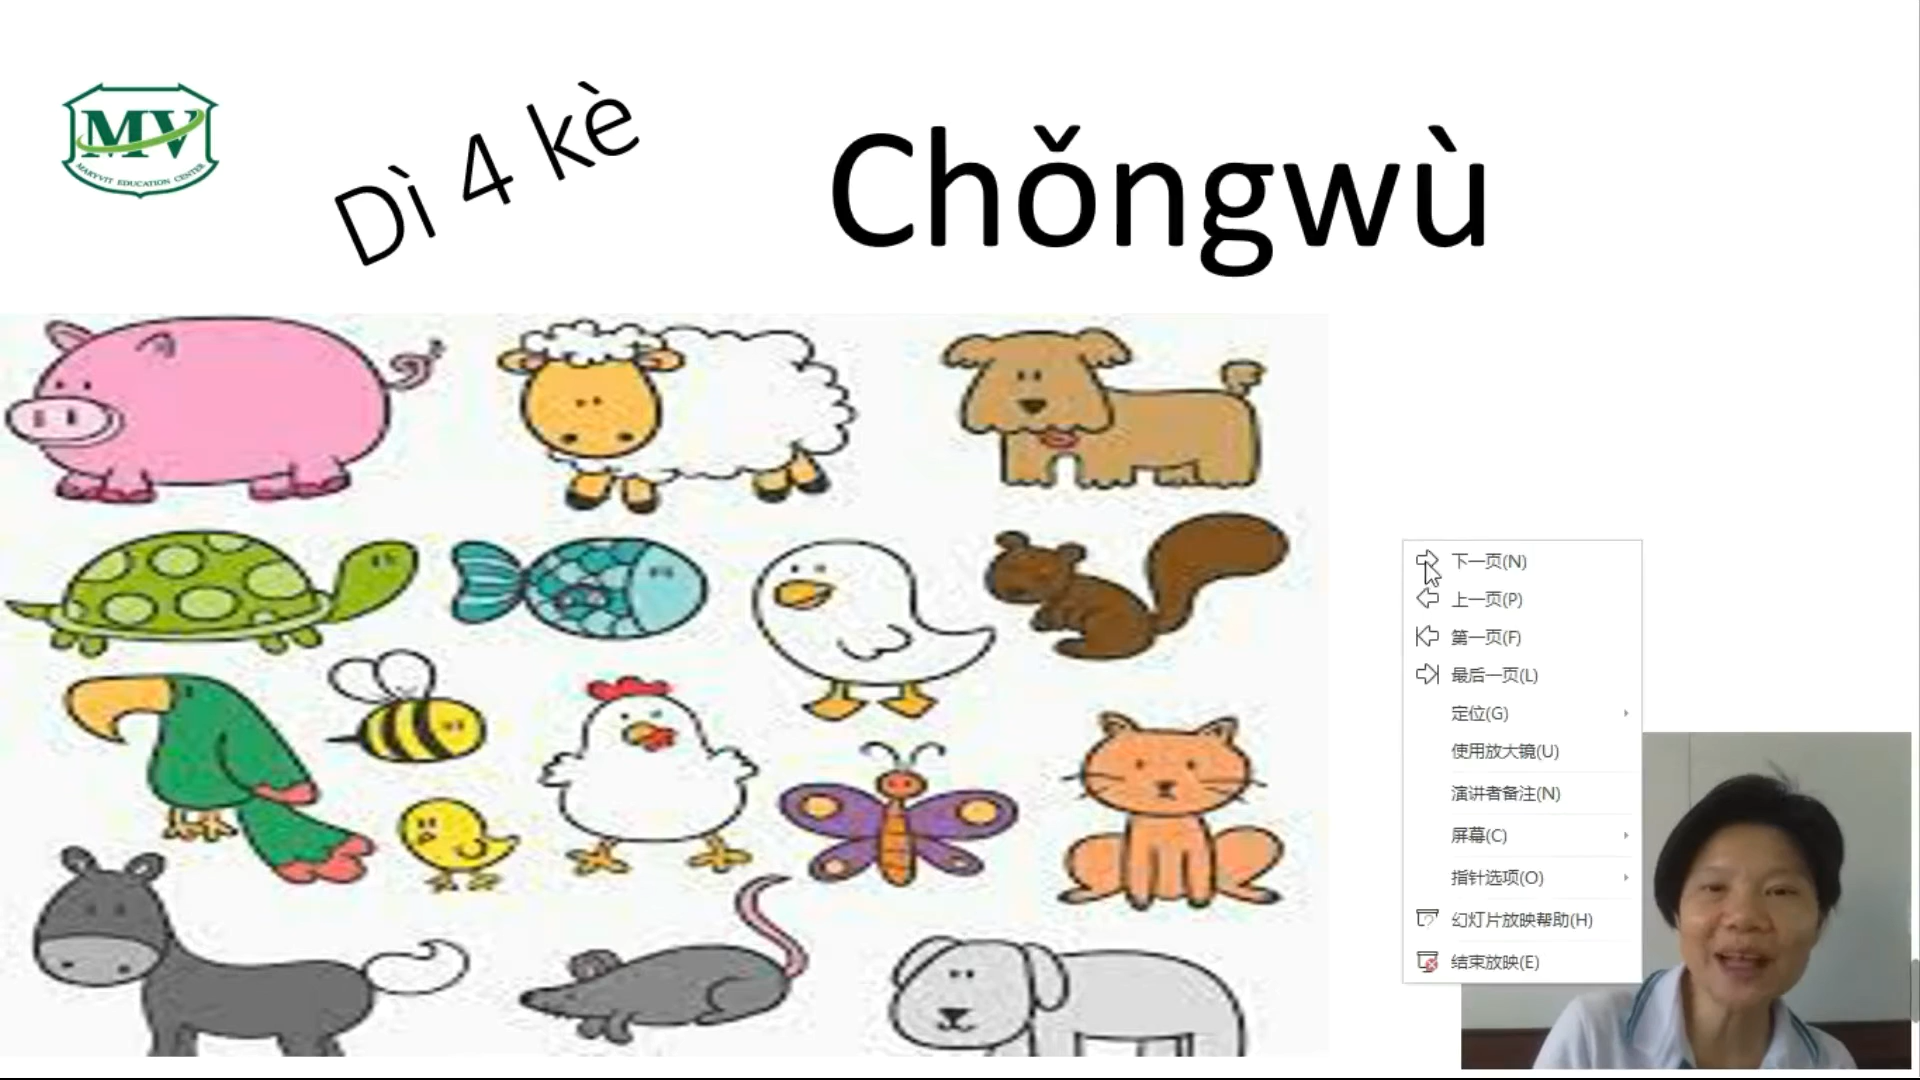 MV
MARYVIT EDUCATION CENTER
Dì 4 kè
Chǒngwù
下一页(N)
上一页(P)
第一页(F)
最后一页(L)
定位(G)
使用放大镜(U)
演讲者备注(N)
屏幕(C)
指针选项(O)
幻灯片放映帮助(H)
结束放映(E)